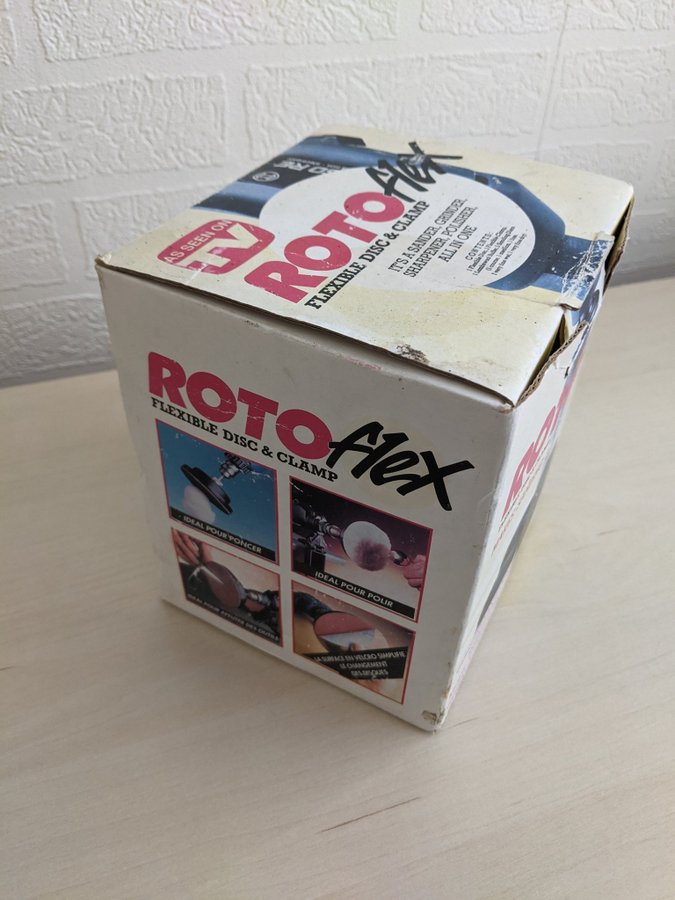 AS SEEN ON
TV
ROTO flex
FLEXIBLE DISC & CLAMP
IT'S A SANDER, GRINDER,
SHARPENER, POLISHER,
ALL IN ONE
CONTENTS:
ROTO flex
FLEXIBLE DISC & CLAMP
IDEAL POUR PONCER
IDEAL POUR POLIR
IDEAL POUR AFFUTER DES OUTILS
LA SURFACE EN VELCRO SIMPLIFIE
LE CHANGEMENT
DES DISQUES
ROTO